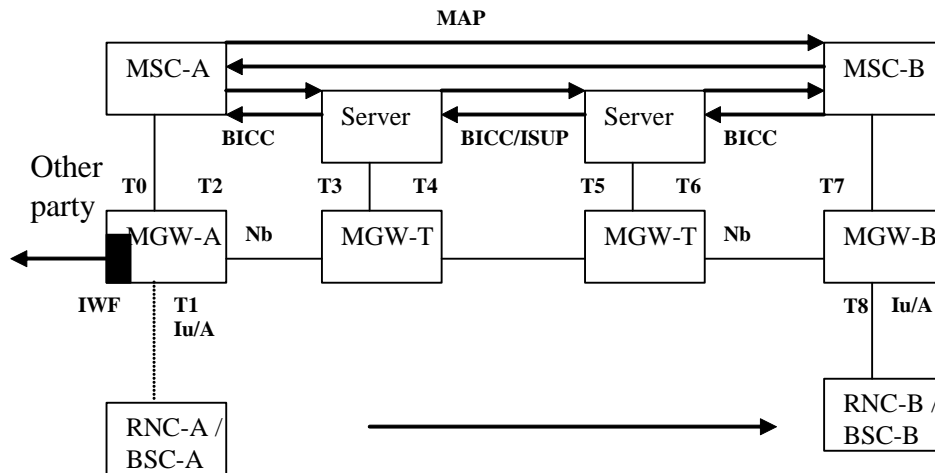 MAP
MSC-A
MSC-B
Server
Server
BICC
BICC/ISUP
BICC
Other
party
T0
T2
T3
T4
T5
T6
T7
MGW-A
Nb
MGW-T
MGW-T
Nb
MGW-B
IWF
T1
Iu/A
T8
Iu/A
RNC-A /
BSC-A
RNC-B /
BSC-B